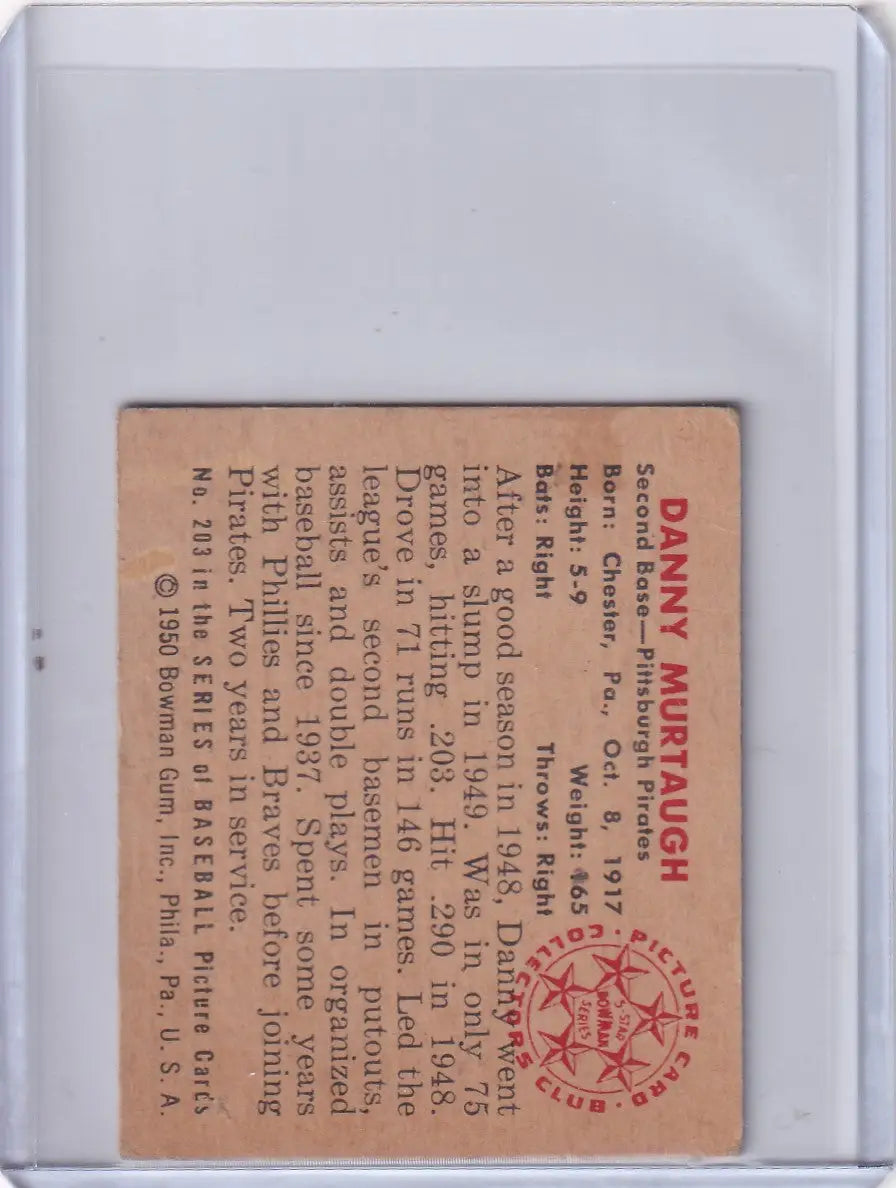 DANNY MURTAUGH
Second Base—Pittsburgh Pirates
Born: Chester, Pa., Oct. 8, 1917
Height: 5-9 Weight: 165
Bats: Right Throws: Right
After a good season in 1948, Danny went
into a slump in 1949. Was in only 75
games, hitting .203. Hit .290 in 1948.
Drove in 71 runs in 146 games. Led the
league's second basemen in putouts,
assists and double plays. In organized
baseball since 1937. Spent some years
with Phillies and Braves before joining
Pirates. Two years in service.
No. 203 in the SERIES of BASEBALL Picture Cards
© 1950 Bowman Gum, Inc., Phila., Pa., U. S. A.
PICTURE CARD · COLLECTORS CLUB ·
5-STAR
BOWMAN
SERIES